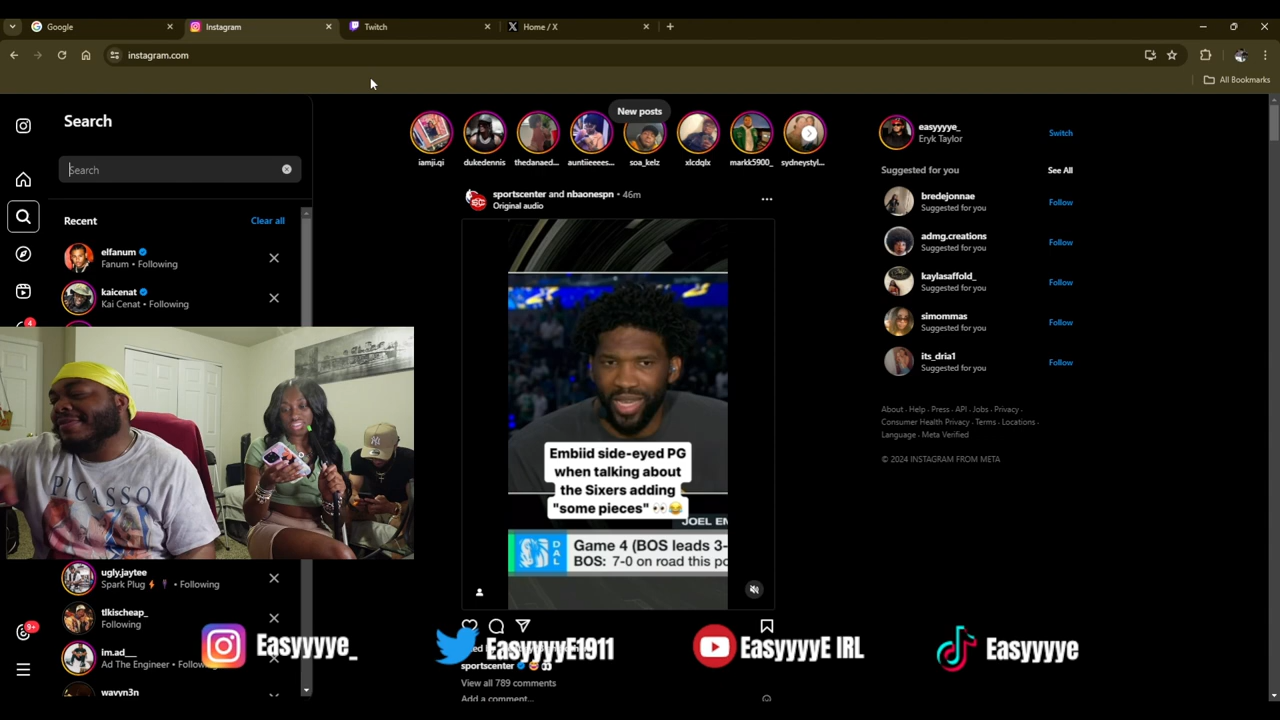 Google
Instagram
Twitch
Home / X
instagram.com
All Bookmarks
Search
Search
Recent
Clear all
elfanum
Fanum • Following
kaicenat
Kai Cenat • Following
4
ugly.jaytee
Spark Plug • Following
tlkischeap_
Following
im.ad__
Ad The Engineer • Following
wavyn3n
9+
New posts
iamji.qi
dukedennis
thedanaed...
auntiieeees...
soa_kelz
xlcdqlx
markk5900_
sydneystyl...
sportscenter and nbaonespn • 46m
Original audio
Embiid side-eyed PG
when talking about
the Sixers adding
"some pieces" 👀😂
JOEL EM
DAL
Game 4 (BOS leads 3-
BOS: 7-0 on road this po
sportscenter
View all 789 comments
Add a comment...
easyyyye_
Eryk Taylor
Switch
Suggested for you
See All
bredejonnae
Suggested for you
Follow
admg.creations
Suggested for you
Follow
kaylasaffold_
Suggested for you
Follow
simommas
Suggested for you
Follow
its_dria1
Suggested for you
Follow
About · Help · Press · API · Jobs · Privacy ·
Consumer Health Privacy · Terms · Locations ·
Language · Meta Verified
© 2024 INSTAGRAM FROM META
PICASSO
Easyyyye_
EasyyyyE1911
EasyyyyE IRL
Easyyyye